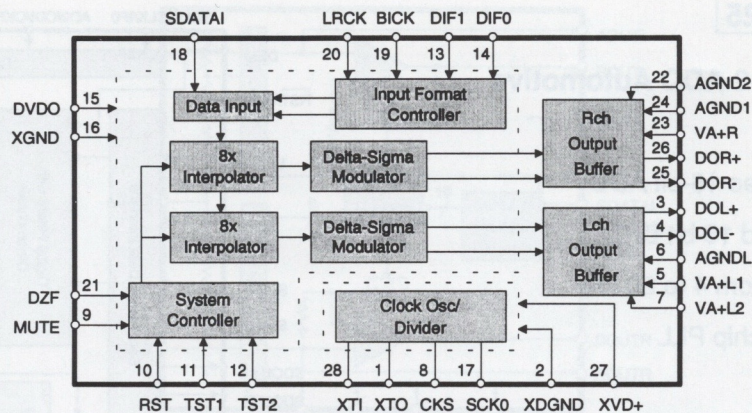 SDATAI LRCK BICK DIF1 DIF0
18 20 19 13 14
DVDO 15
XGND 16
Data Input
Input Format
Controller
22 AGND2
24 AGND1
23 VA+R
26 DOR+
25 DOR-
Rch
Output
Buffer
8x
Interpolator
Delta-Sigma
Modulator
8x
Interpolator
Delta-Sigma
Modulator
3 DOL+
4 DOL-
6 AGNDL
5 VA+L1
7 VA+L2
Lch
Output
Buffer
DZF 21
MUTE 9
System
Controller
Clock Osc/
Divider
10 11 12 28 8 17 2 27
RST TST1 TST2 XTI XTO CKS SCK0 XDGND XVD+